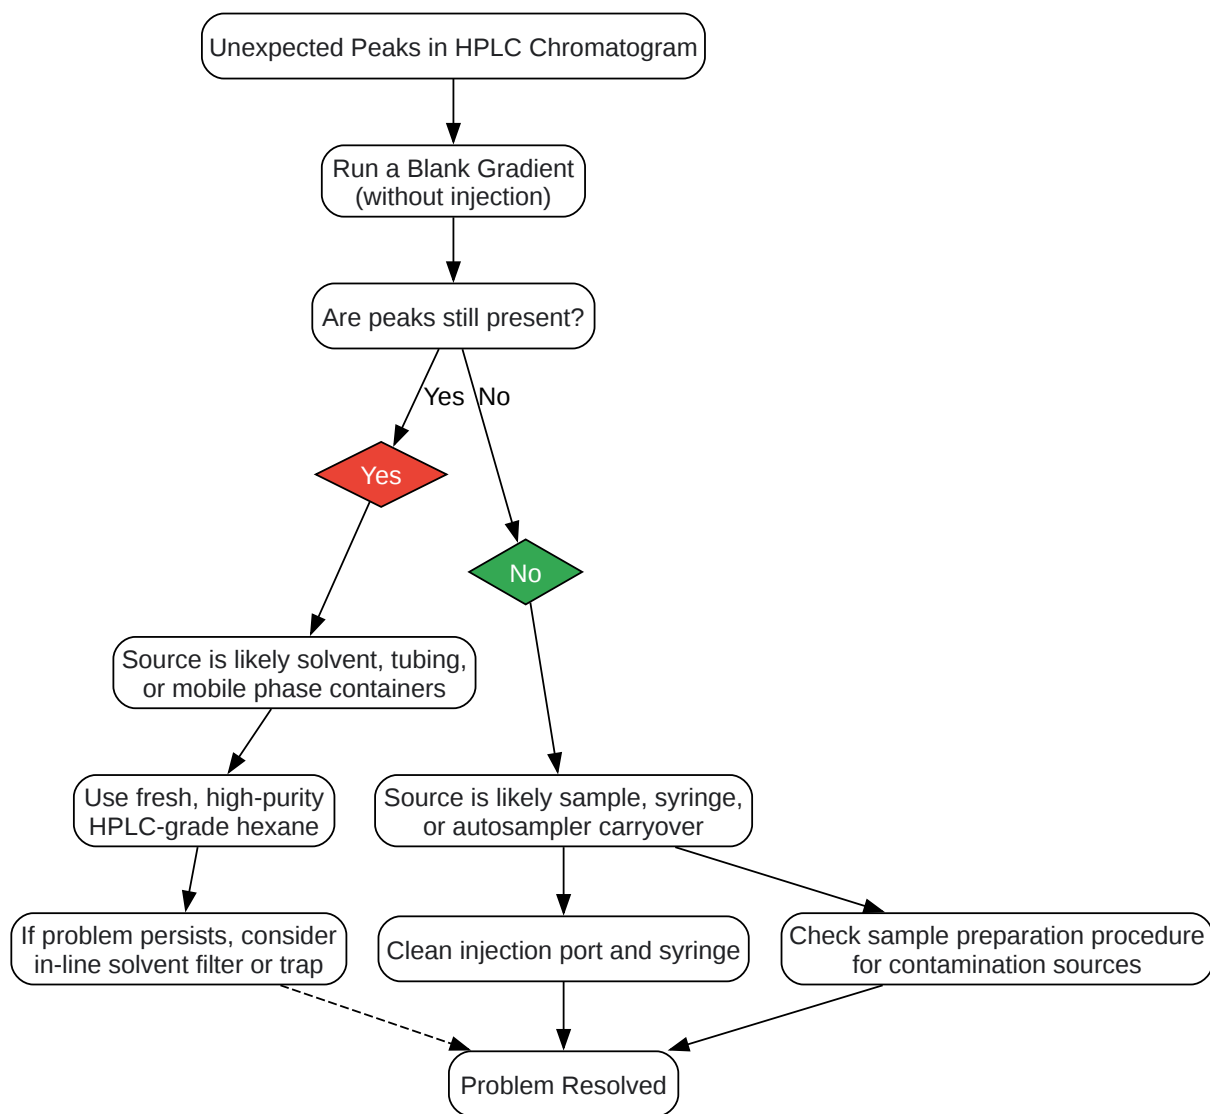 Unexpected Peaks in HPLC Chromatogram
Run a Blank Gradient
(without injection)
Are peaks still present?
Yes
No
Yes
No
Source is likely solvent, tubing,
or mobile phase containers
Use fresh, high-purity
HPLC-grade hexane
Source is likely sample, syringe,
or autosampler carryover
If problem persists, consider
in-line solvent filter or trap
Clean injection port and syringe
Check sample preparation procedure
for contamination sources
Problem Resolved